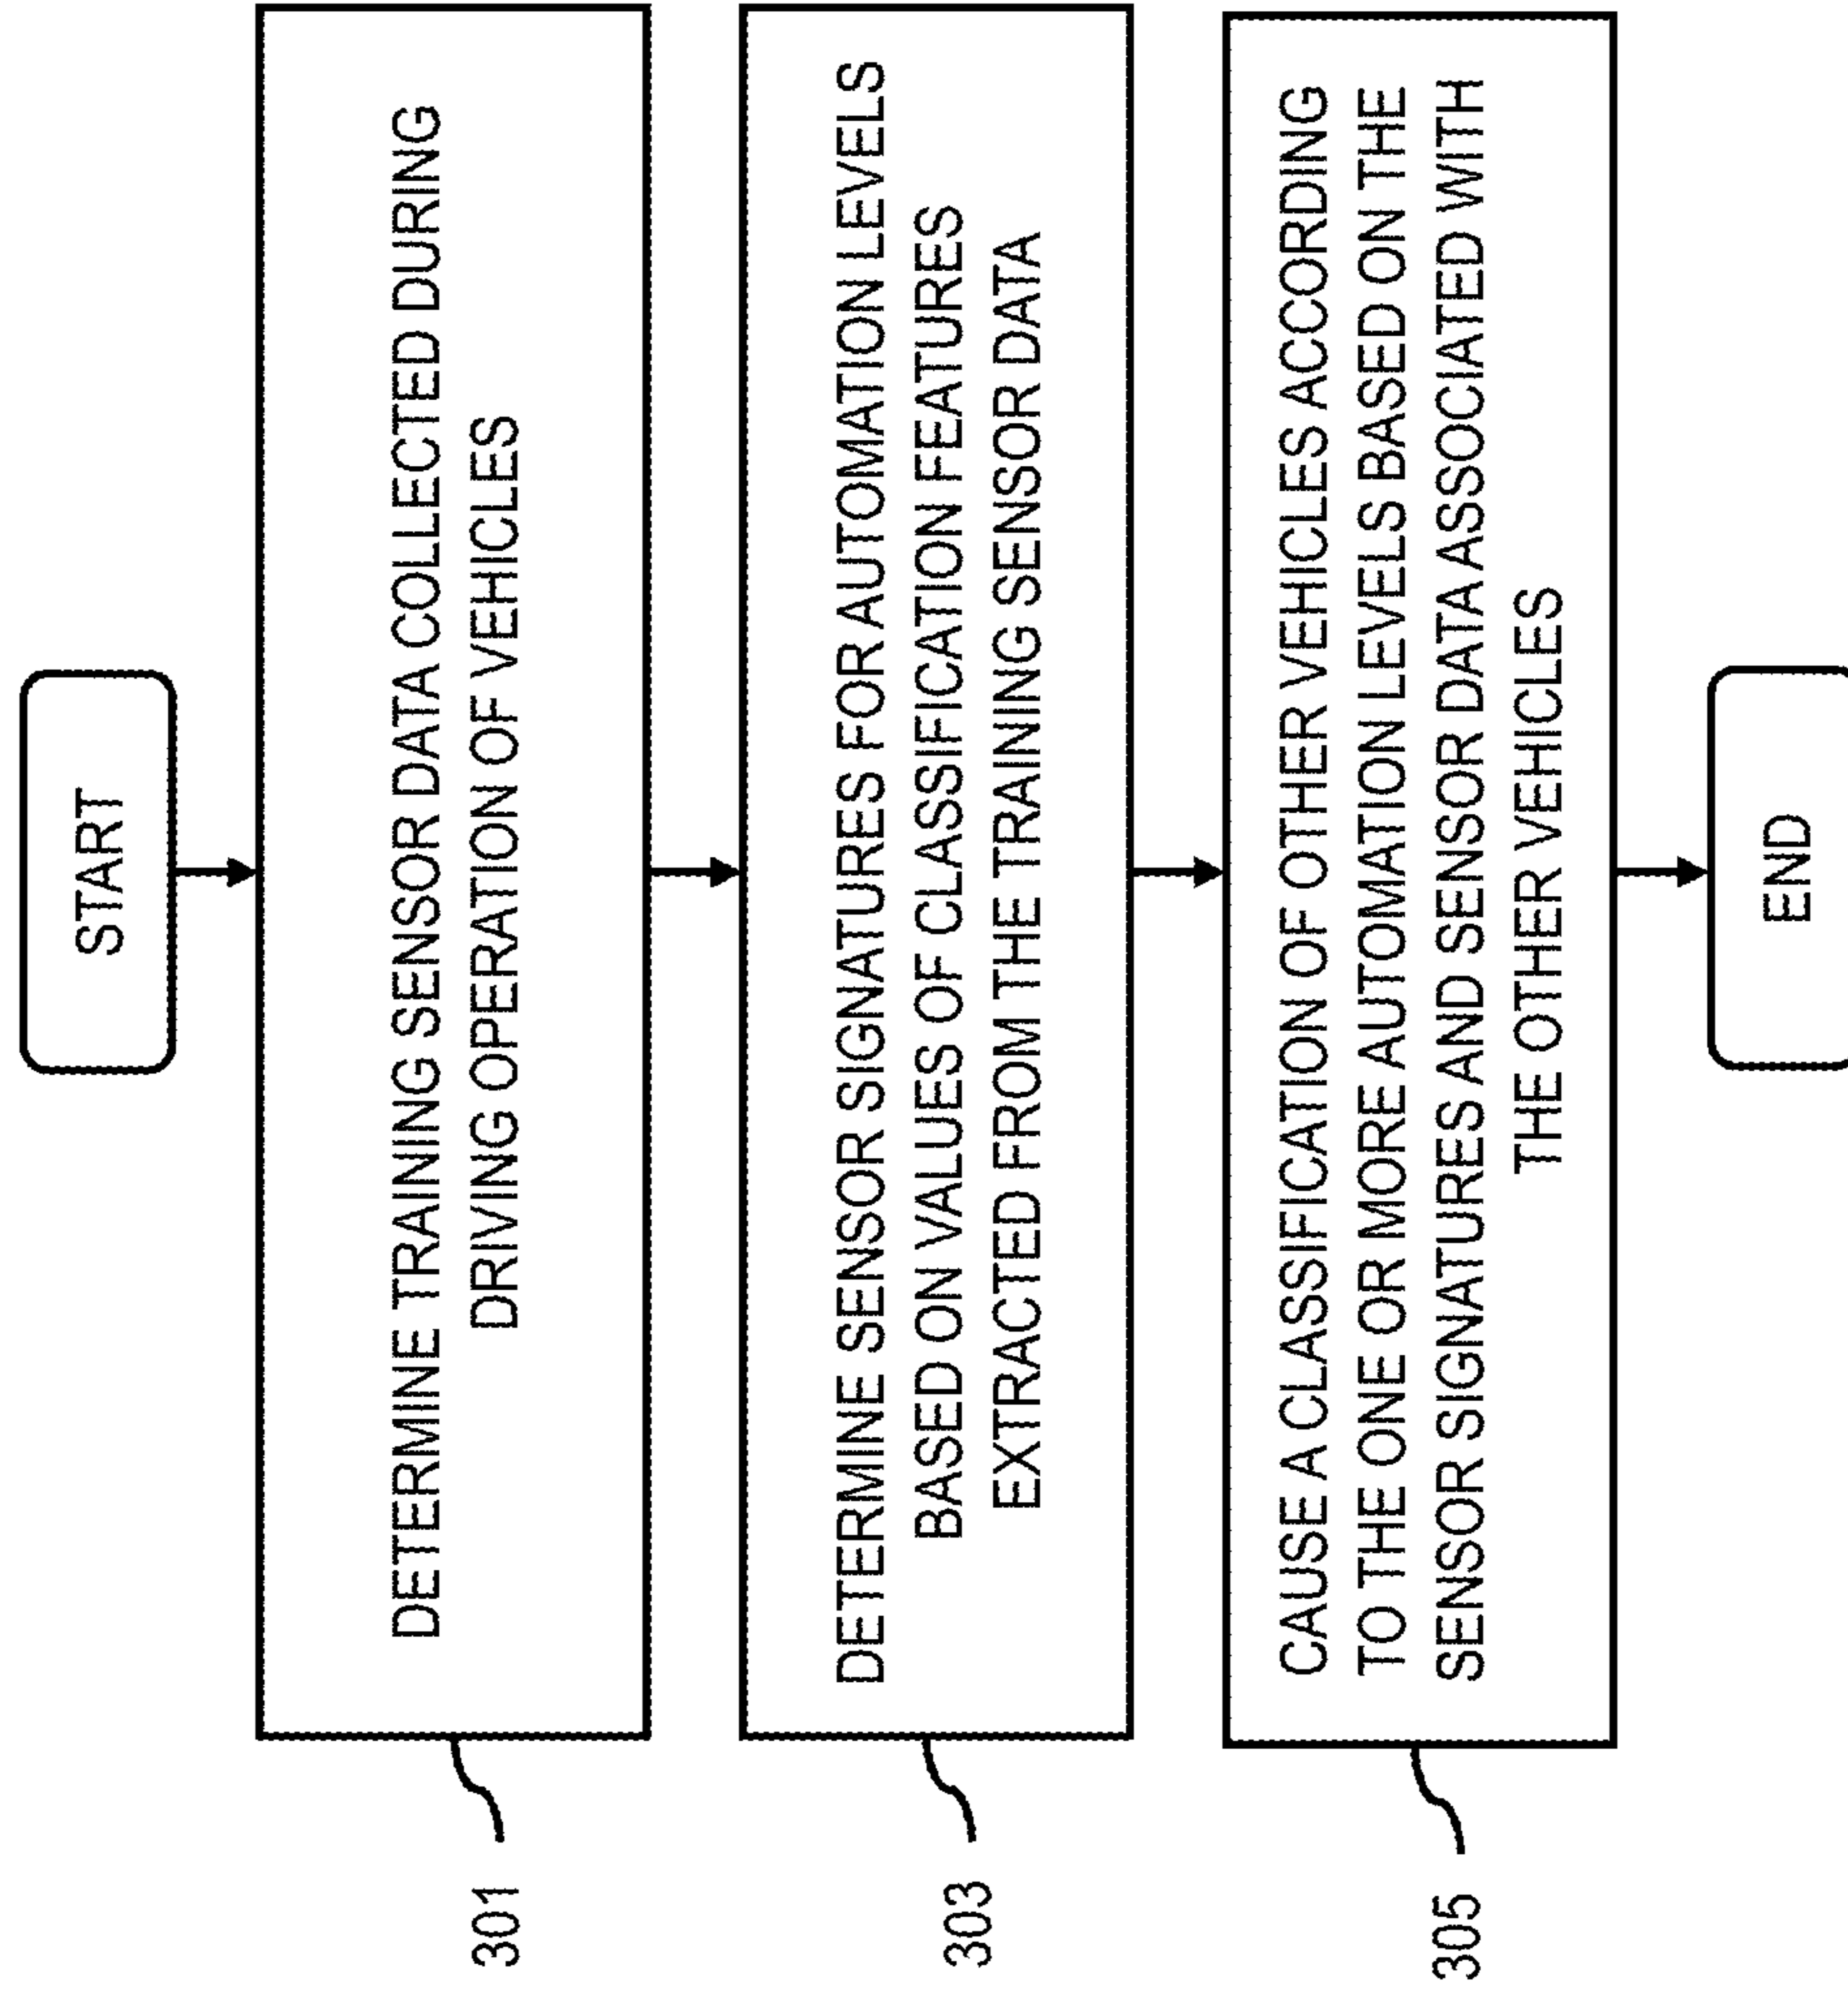 START
301
DETERMINE TRAINING SENSOR DATA COLLECTED DURING
DRIVING OPERATION OF VEHICLES
303
DETERMINE SENSOR SIGNATURES FOR AUTOMATION LEVELS
BASED ON VALUES OF CLASSIFICATION FEATURES
EXTRACTED FROM THE TRAINING SENSOR DATA
305
CAUSE A CLASSIFICATION OF OTHER VEHICLES ACCORDING
TO THE ONE OR MORE AUTOMATION LEVELS BASED ON THE
SENSOR SIGNATURES AND SENSOR DATA ASSOCIATED WITH
THE OTHER VEHICLES
END